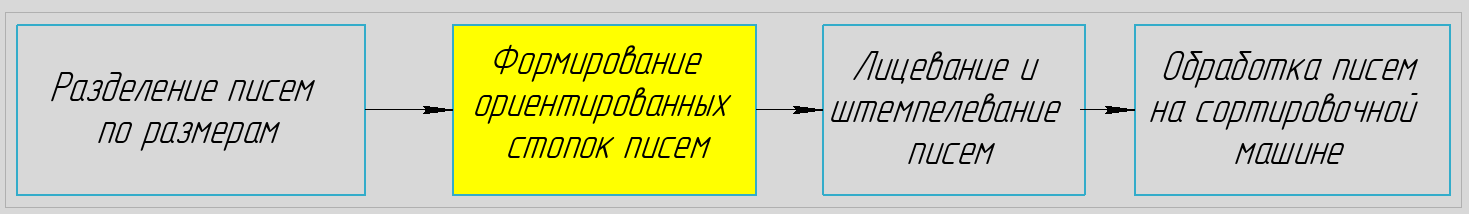 Разделение писем
по размерам
Формирование
ориентированных
стопок писем
Лицевание и
штемпелевание
писем
Обработка писем
на сортировочной
машине